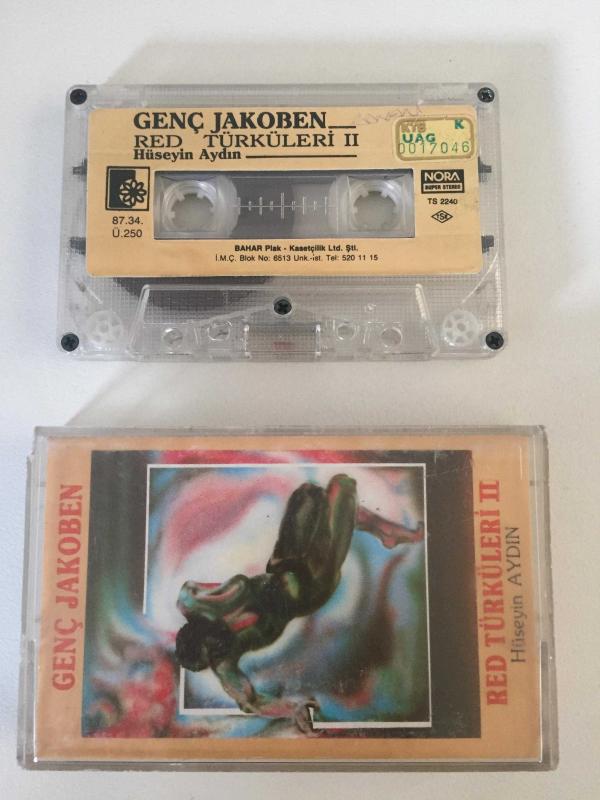 GENÇ JAKOBEN
RED TÜRKÜLERİ II
Hüseyin Aydın
K
UAG
0017046
NORA
SUPER STEREO
TS 2240
TSE
87.34.
Ü.250
BAHAR Plak - Kasetçilik Ltd. Şti.
İ.M.Ç. Blok No: 6513 Unk.-ist. Tel: 520 11 15
GENÇ JAKOBEN
RED TÜRKÜLERİ II
Hüseyin AYDIN